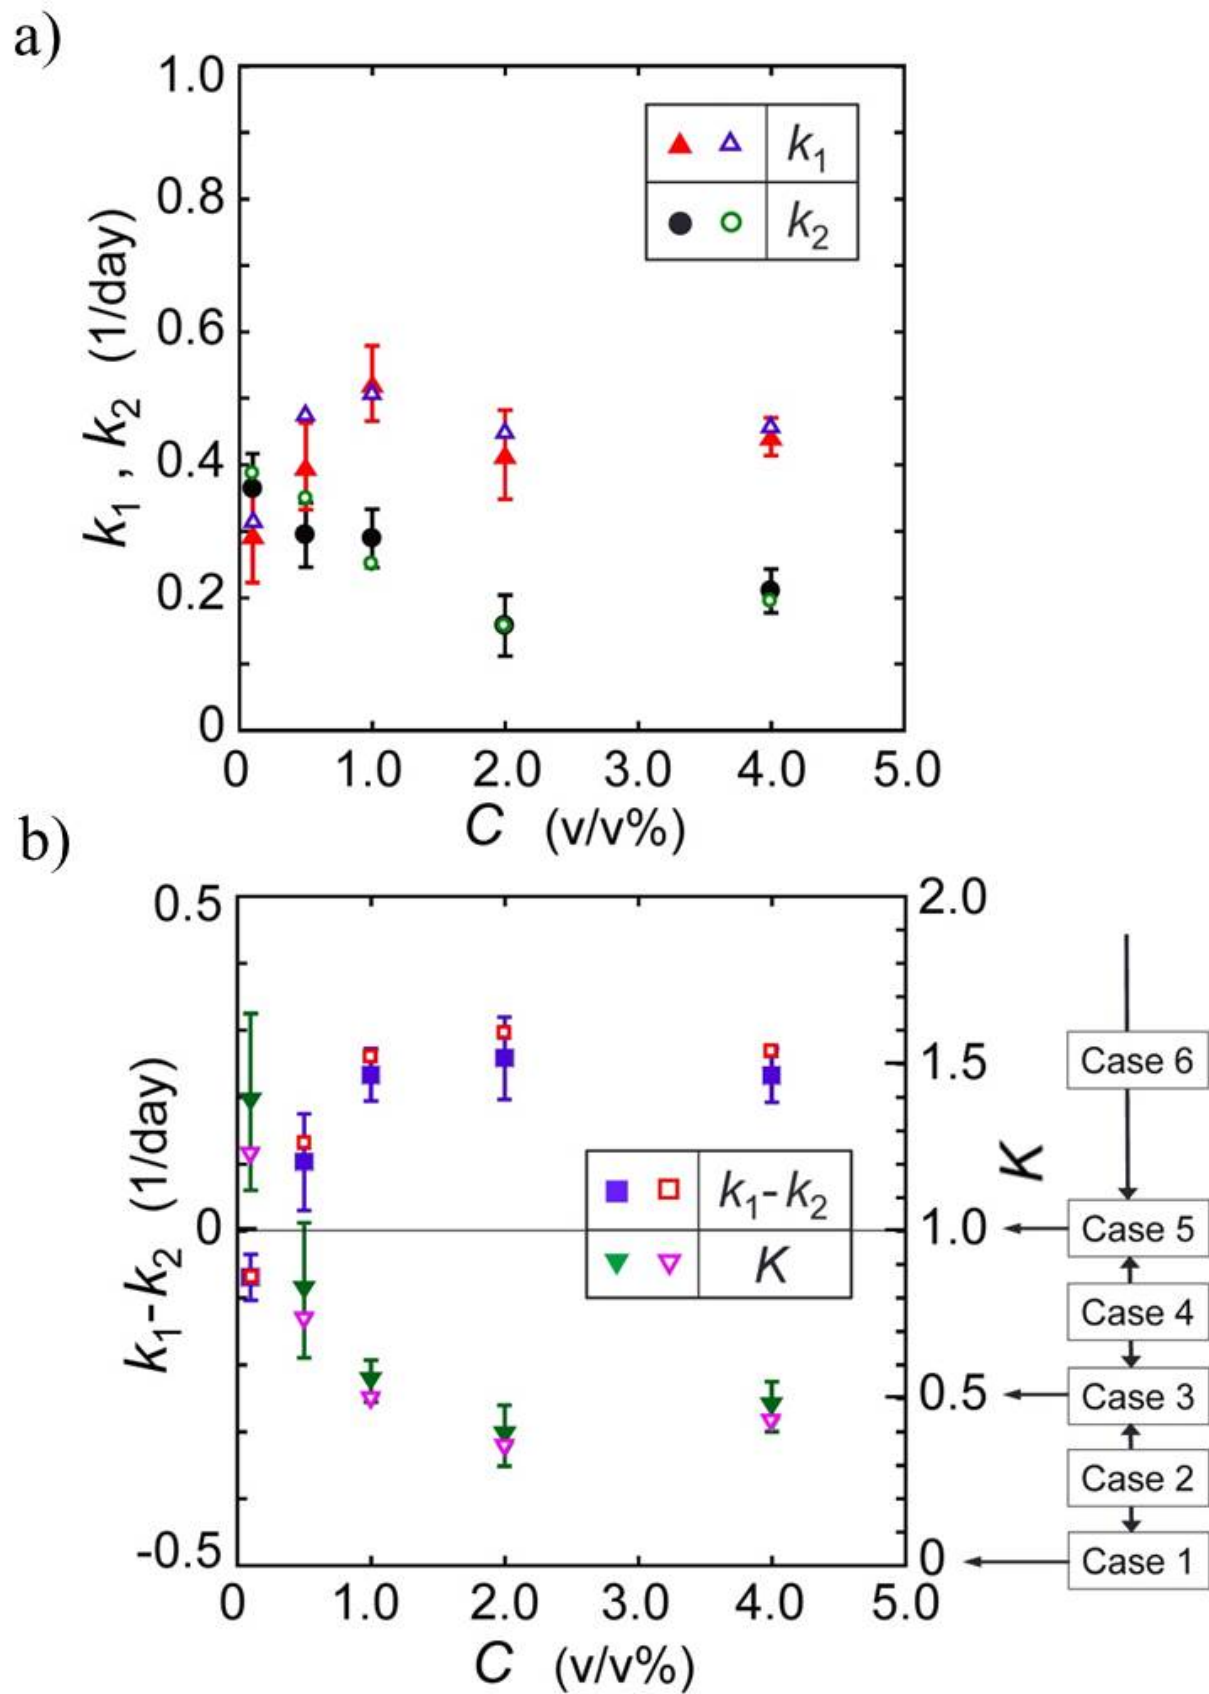 a)
1.0
0.8
0.6
0.4
0.2
0
k₁ , k₂ (1/day)
k₁
k₂
0 1.0 2.0 3.0 4.0 5.0
C (v/v%)
b)
0.5
0
-0.5
k₁-k₂ (1/day)
k₁-k₂
K
2.0
1.5
1.0
0.5
0
K
Case 6
Case 5
Case 4
Case 3
Case 2
Case 1
0 1.0 2.0 3.0 4.0 5.0
C (v/v%)